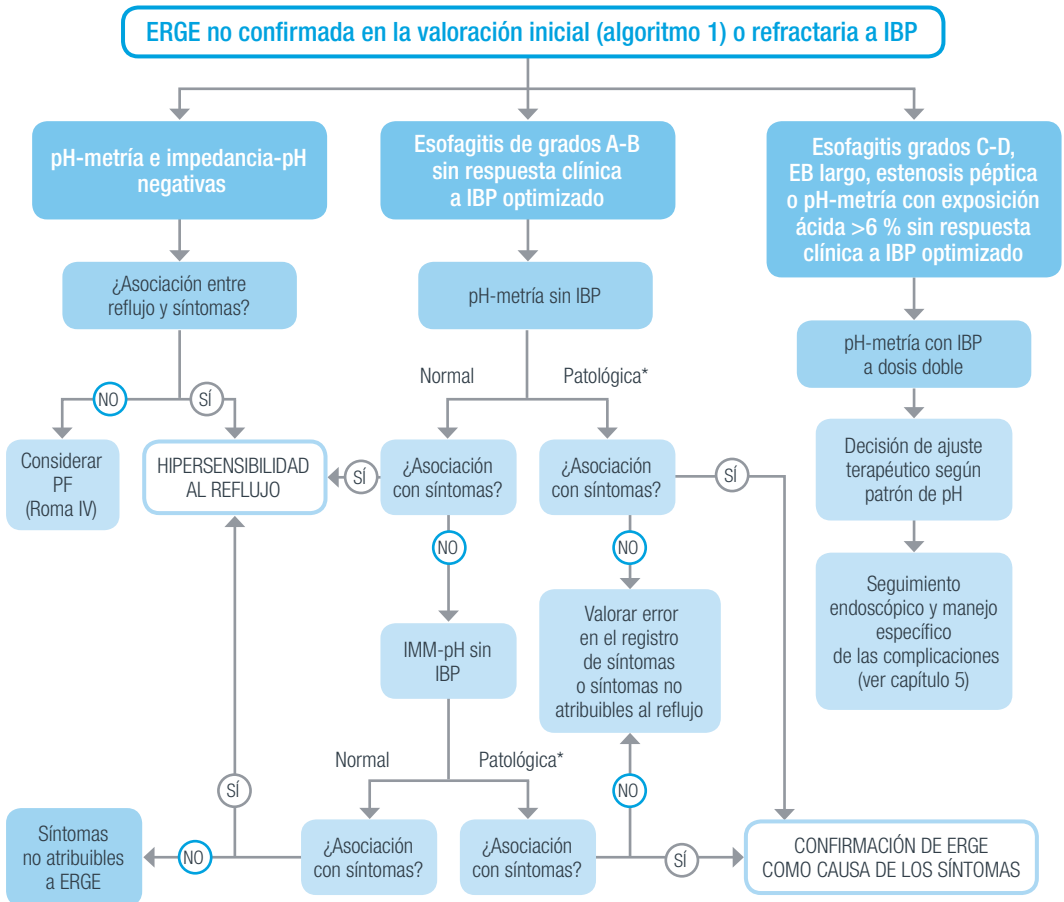 ERGE no confirmada en la valoración inicial (algoritmo 1) o refractaria a IBP
pH-metría e impedancia-pH
negativas
Esofagitis de grados A-B
sin respuesta clínica
a IBP optimizado
Esofagitis grados C-D,
EB largo, estenosis péptica
o pH-metría con exposición
ácida >6 % sin respuesta
clínica a IBP optimizado
¿Asociación entre
reflujo y síntomas?
pH-metría sin IBP
pH-metría con IBP
a dosis doble
Normal
Patológica*
NO
SÍ
Considerar
PF
(Roma IV)
HIPERSENSIBILIDAD
AL REFLUJO
SÍ
¿Asociación
con síntomas?
¿Asociación
con síntomas?
SÍ
Decisión de ajuste
terapéutico según
patrón de pH
NO
NO
IMM-pH sin
IBP
Valorar error
en el registro
de síntomas
o síntomas no
atribuibles al reflujo
Seguimiento
endoscópico y manejo
específico
de las complicaciones
(ver capítulo 5)
Normal
Patológica*
SÍ
NO
Síntomas
no atribuibles
a ERGE
NO
¿Asociación
con síntomas?
¿Asociación
con síntomas?
SÍ
CONFIRMACIÓN DE ERGE
COMO CAUSA DE LOS SÍNTOMAS